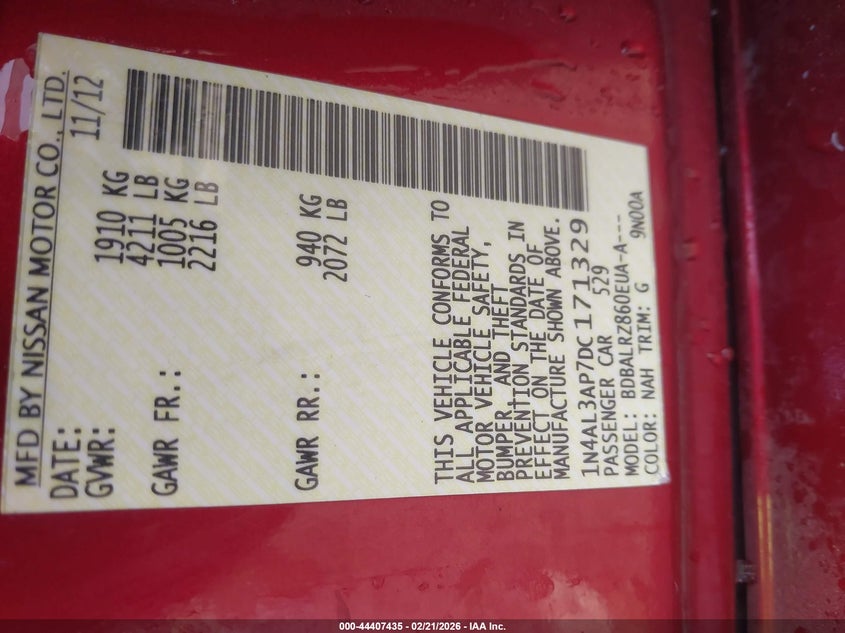 MFD BY NISSAN MOTOR CO., LTD.
DATE: 11/12
GVWR: 1910 KG
4211 LB
GAWR FR.: 1005 KG
2216 LB
GAWR RR.: 940 KG
2072 LB
THIS VEHICLE CONFORMS TO
ALL APPLICABLE FEDERAL
MOTOR VEHICLE SAFETY,
BUMPER AND THEFT
PREVENTION STANDARDS IN
EFFECT ON THE DATE OF
MANUFACTURE SHOWN ABOVE.
1N4AL3AP7DC171329
PASSENGER CAR 529
MODEL: BDBALRZ860EUA-A---
COLOR: NAH TRIM: G 9N00A
000-44407435 - 02/21/2026 - IAA Inc.